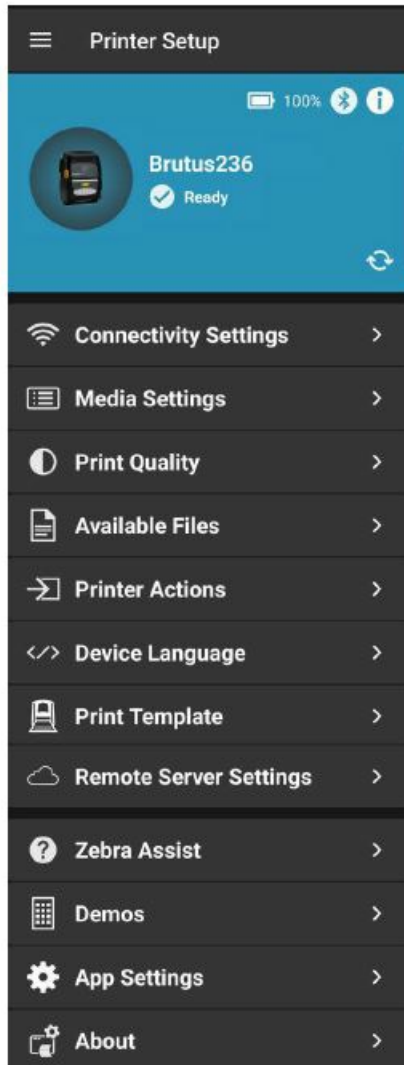 Printer Setup
100%
Brutus236
Ready
Connectivity Settings
Media Settings
Print Quality
Available Files
Printer Actions
Device Language
Print Template
Remote Server Settings
Zebra Assist
Demos
App Settings
About